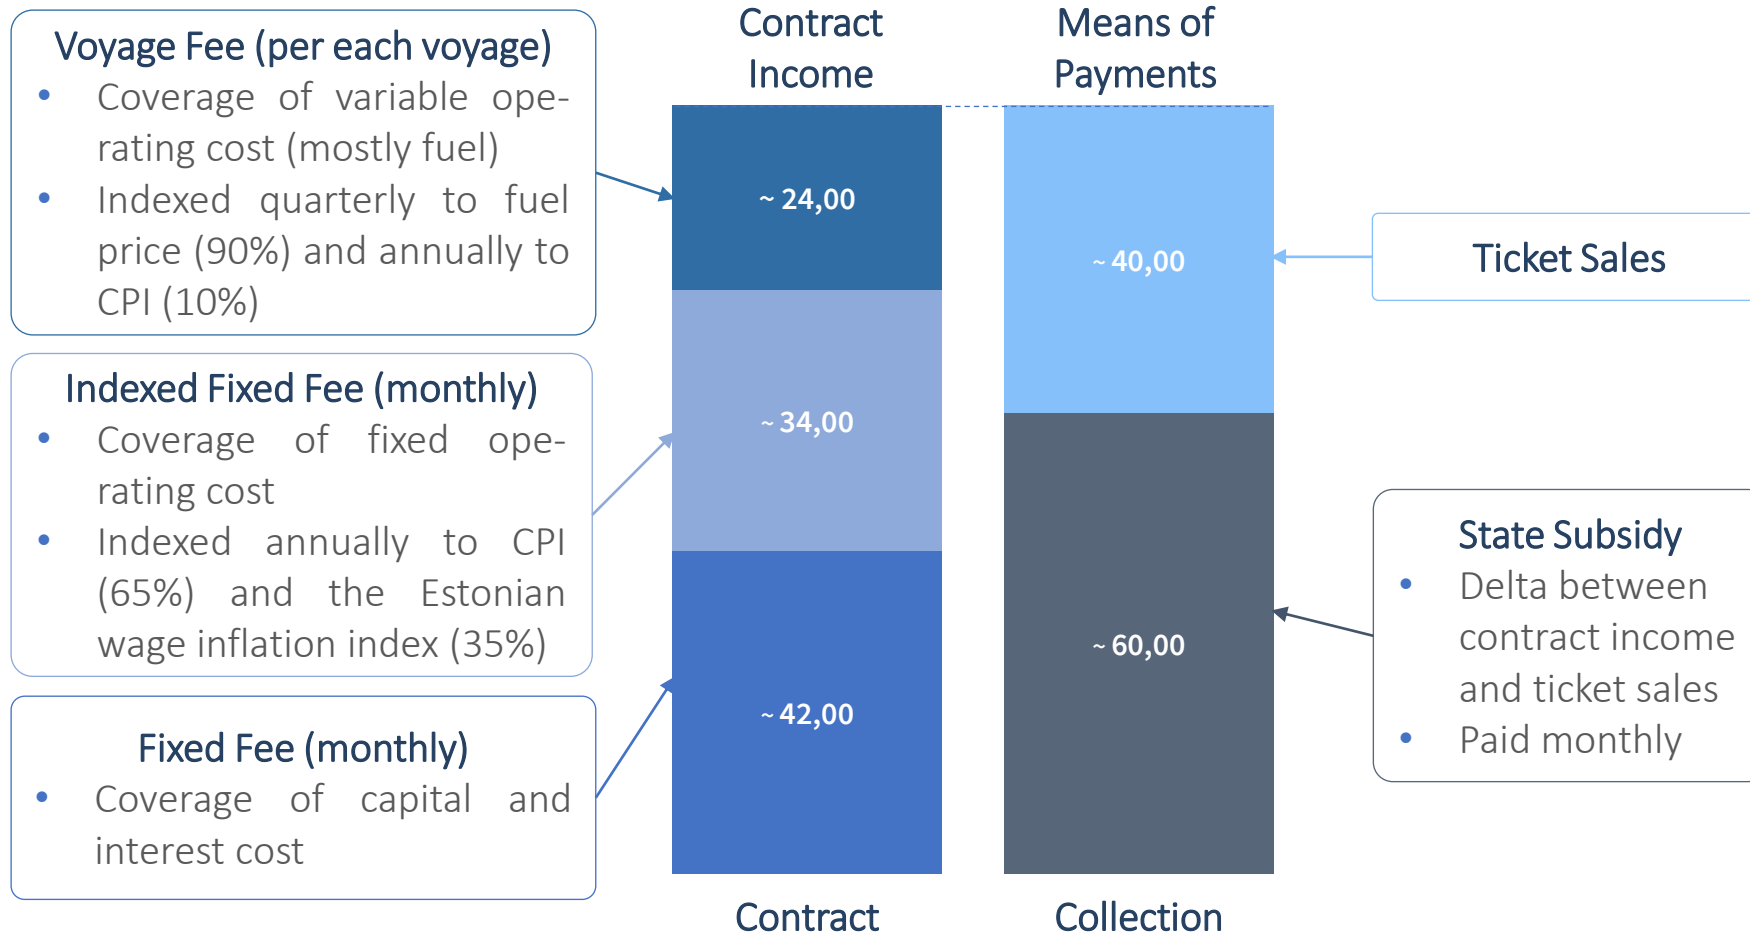 Voyage Fee (per each voyage)
• Coverage of variable ope-
rating cost (mostly fuel)
• Indexed quarterly to fuel
price (90%) and annually to
CPI (10%)
Indexed Fixed Fee (monthly)
• Coverage of fixed ope-
rating cost
• Indexed annually to CPI
(65%) and the Estonian
wage inflation index (35%)
Fixed Fee (monthly)
• Coverage of capital and
interest cost
Contract
Income
~ 24,00
~ 34,00
~ 42,00
Contract
Means of
Payments
~ 40,00
~ 60,00
Collection
Ticket Sales
State Subsidy
• Delta between
contract income
and ticket sales
• Paid monthly